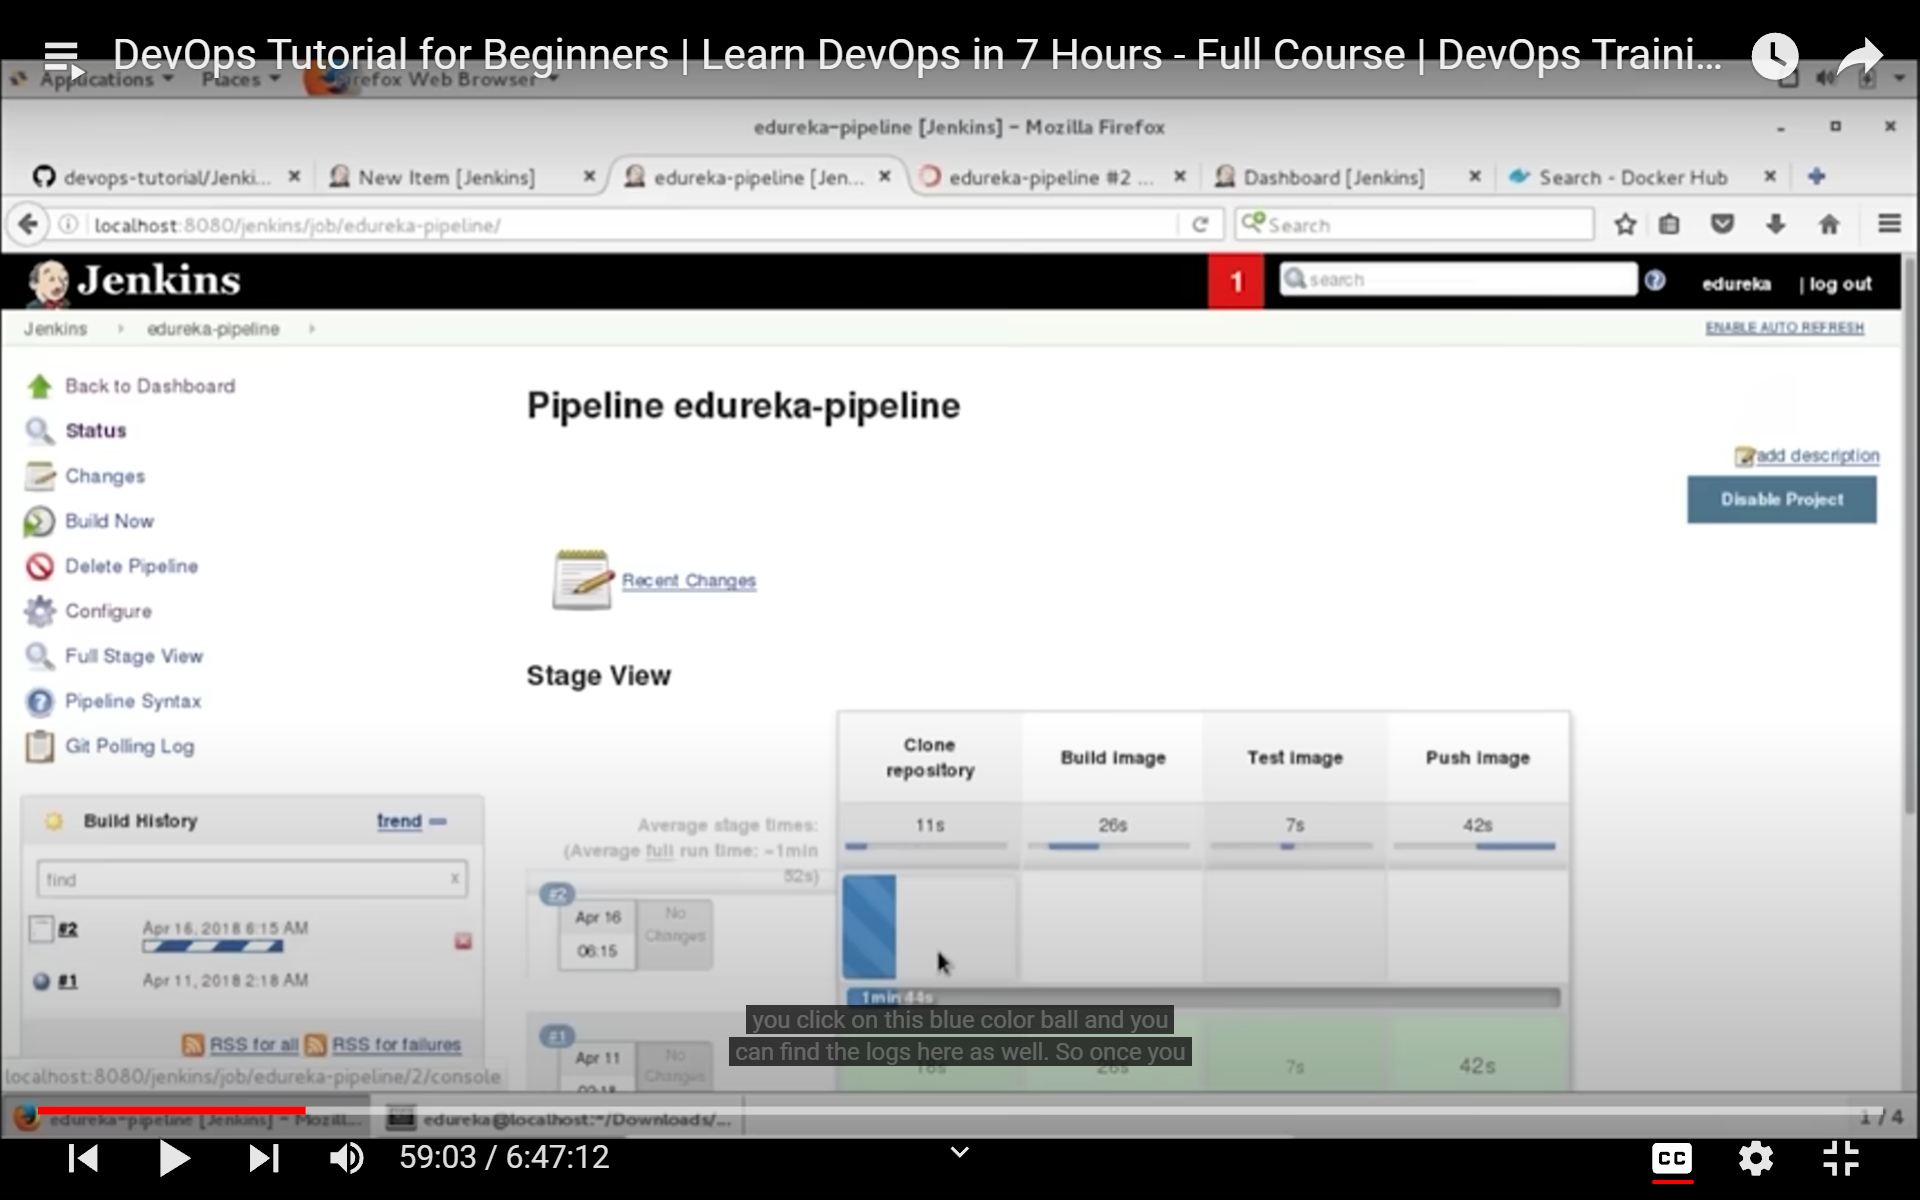 DevOps Tutorial for Beginners | Learn DevOps in 7 Hours - Full Course | DevOps Traini...
Applications Places Firefox Web Browser
edureka-pipeline [Jenkins] - Mozilla Firefox
devops-tutorial/Jenki... New Item [Jenkins] edureka-pipeline [Jen... edureka-pipeline #2 ... Dashboard [Jenkins] Search - Docker Hub
localhost:8080/jenkins/job/edureka-pipeline/ Search
Jenkins 1 search edureka | log out
Jenkins edureka-pipeline ENABLE AUTO REFRESH
Back to Dashboard
Status
Changes
Build Now
Delete Pipeline
Configure
Full Stage View
Pipeline Syntax
Git Polling Log
Build History trend
find x
#2 Apr 16, 2018 6:15 AM
#1 Apr 11, 2018 2:18 AM
RSS for all RSS for failures
Pipeline edureka-pipeline
add description
Disable Project
Recent Changes
Stage View
Clone repository Build image Test image Push image
Average stage times: 11s 26s 7s 42s
(Average full run time: ~1min
52s)
#2
Apr 16 No
Changes
06:15
1min 44s
#1
Apr 11 No
Changes
7s 42s
you click on this blue color ball and you
can find the logs here as well. So once you
localhost:8080/jenkins/job/edureka-pipeline/2/console
edureka-pipeline [Jenkins] - Mozill... edureka@localhost:~/Downloads/... 1 / 4
59:03 / 6:47:12 CC